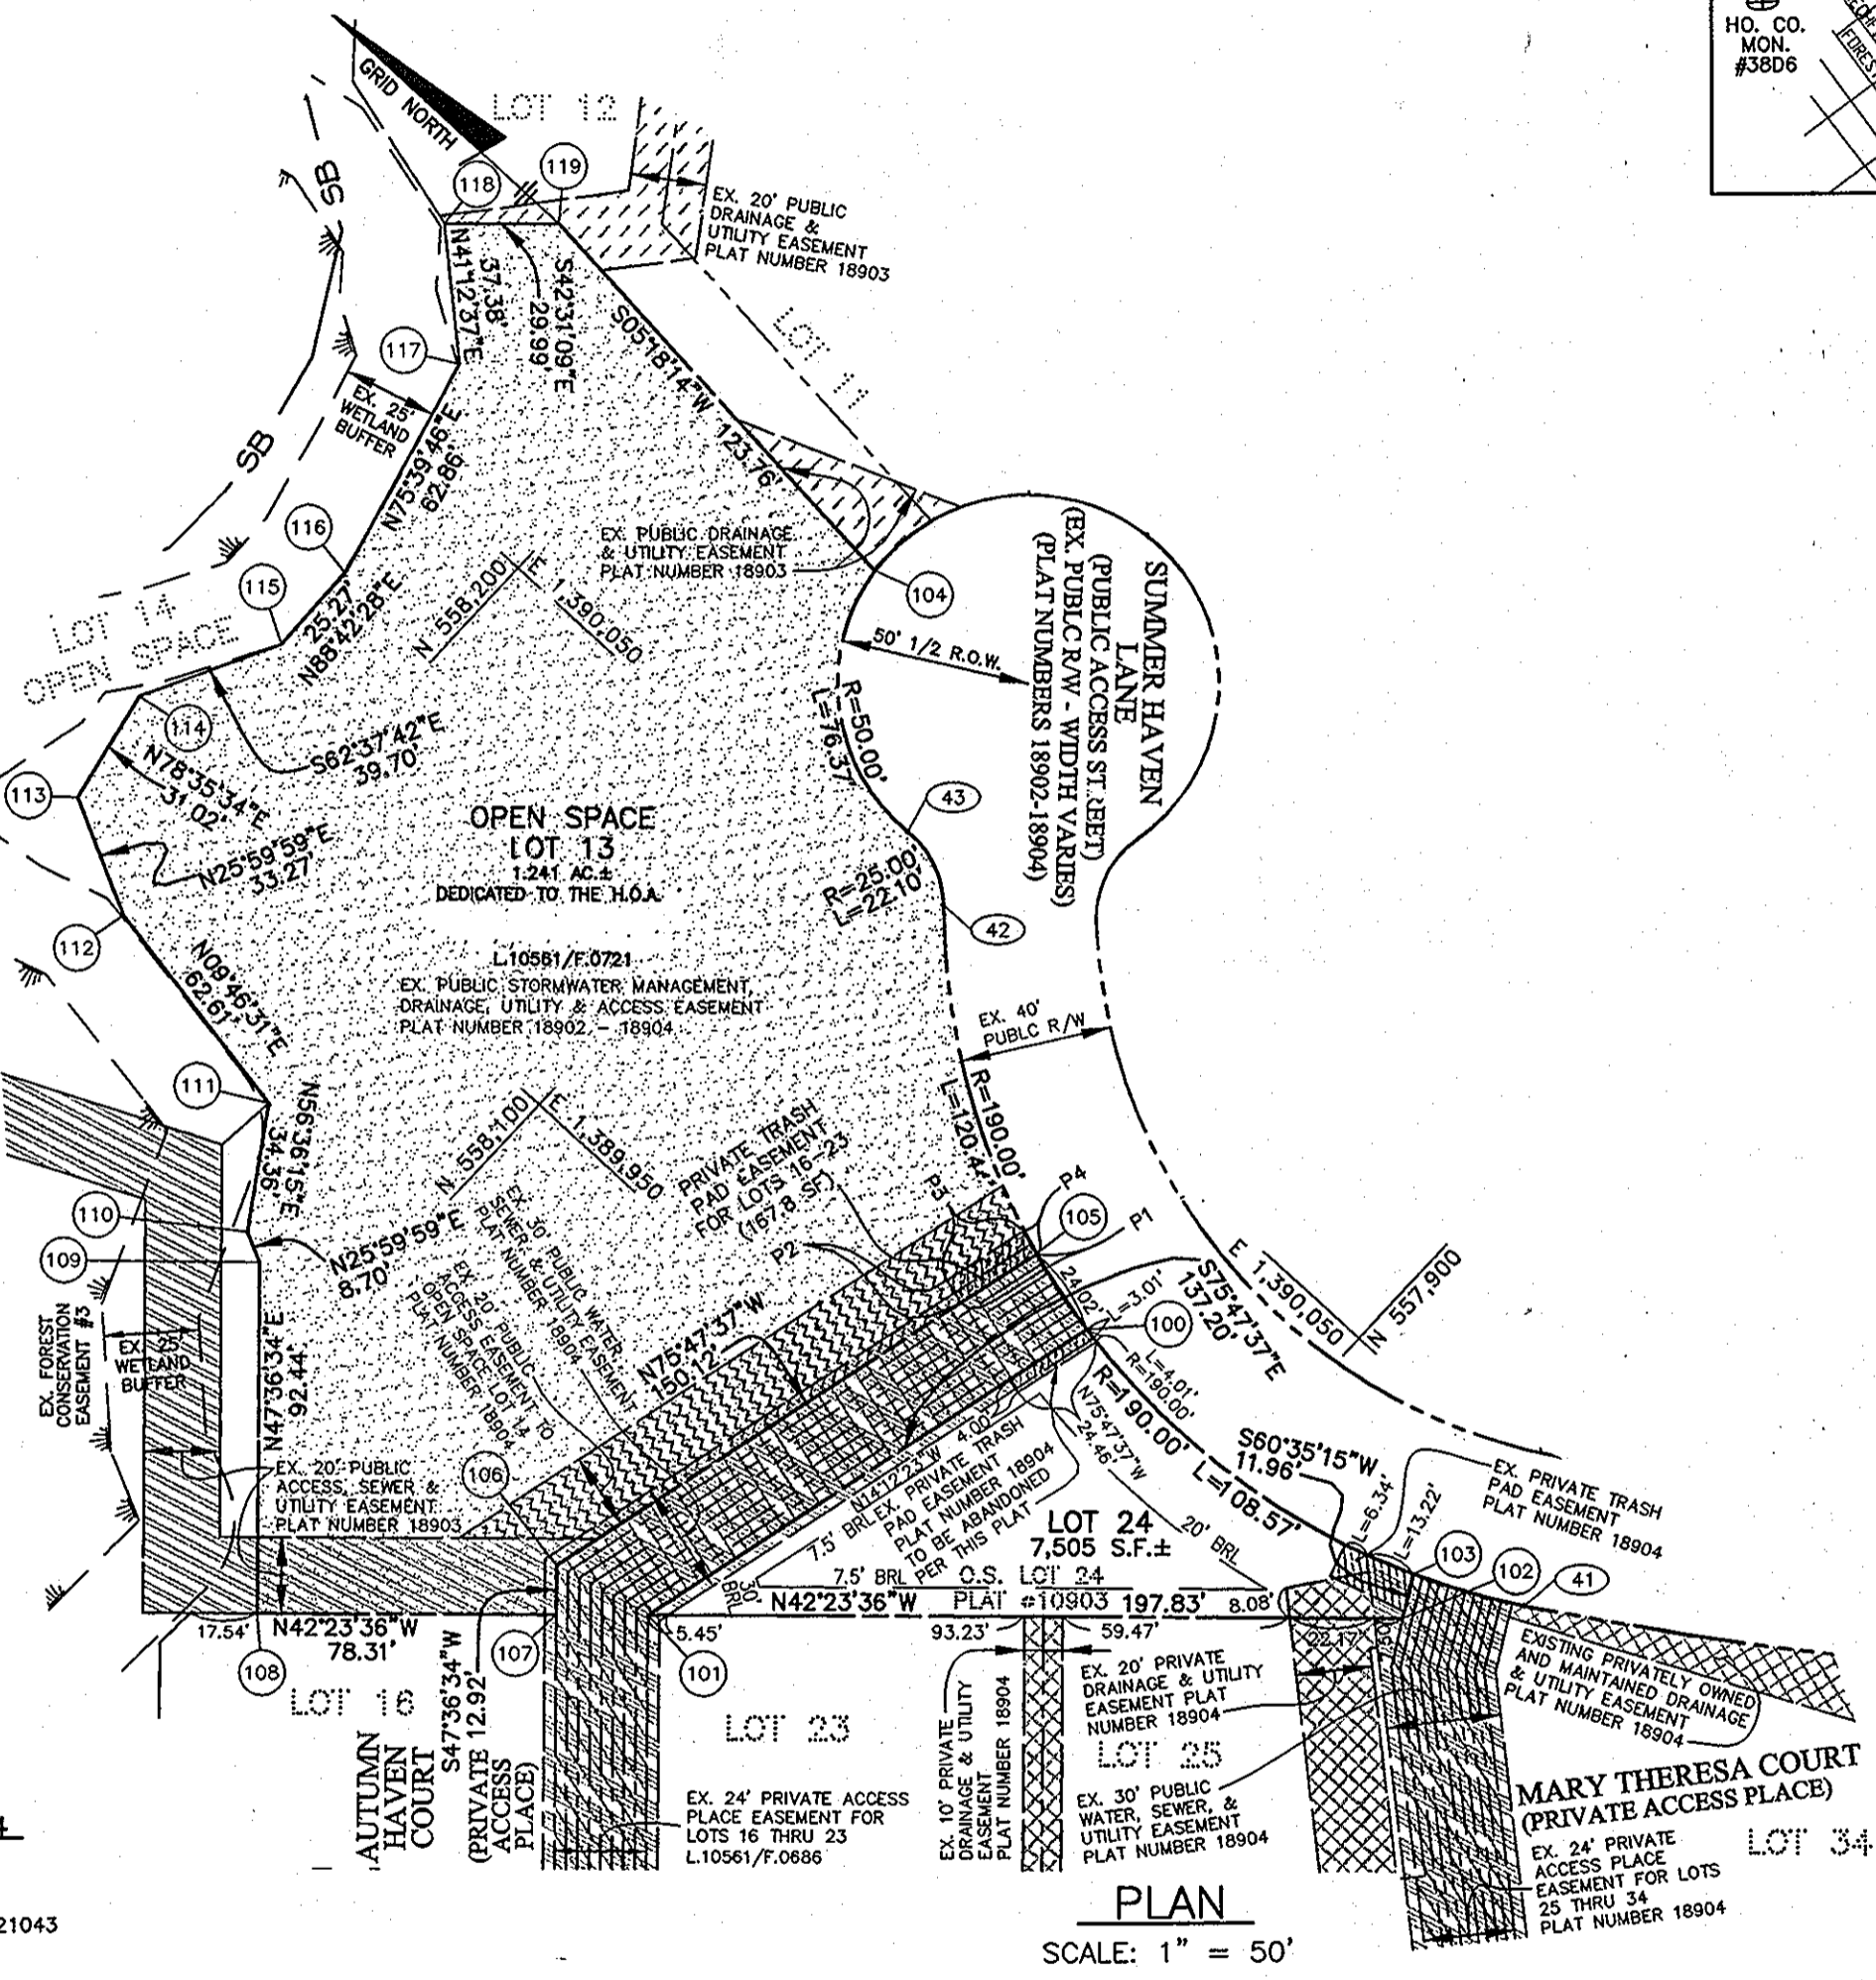 HO. CO.
MON.
#38D6
GRID NORTH
LOT 12
118
119
SB
EX. 20' PUBLIC
DRAINAGE &
UTILITY EASEMENT
PLAT NUMBER 18903
N41°12'37"E
37.38'
S42°31'09"E
29.99'
S05°18'14"W 123.76'
LOT 11
117
EX. 25'
WETLAND
BUFFER
SB
N75°39'46"E
62.86'
116
EX. PUBLIC DRAINAGE
& UTILITY EASEMENT
PLAT NUMBER 18903
115
25.27'
N88°42'28"E
N 558,200
E 1,390,050
104
50' 1/2 R.O.W.
SUMMER HAVEN
LANE
(PUBLIC ACCESS STREET)
(EX. PUBLC R/W - WIDTH VARIES)
(PLAT NUMBERS 18902-18904)
LOT 14
OPEN SPACE
114
S62°37'42"E
39.70'
R=50.00'
L=76.37'
113
N78°35'34"E
31.02'
N25°59'59"E
33.27'
43
OPEN SPACE
LOT 13
1.241 AC.±
DEDICATED TO THE H.O.A.
R=25.00'
L=22.10'
42
112
L.10561/F.0721
EX. PUBLIC STORMWATER MANAGEMENT,
DRAINAGE, UTILITY & ACCESS EASEMENT
PLAT NUMBER 18902 - 18904
N09°46'31"E
62.61'
EX. 40'
PUBLC R/W
111
N56°36'15"E
34.36'
N 558,100
E 1,389,950
PRIVATE TRASH
PAD EASEMENT
FOR LOTS 16-23
(167.8 SF)
R=190.00'
L=120.44'
P3
P4
105
P1
P2
110
109
N25°59'59"E
8.70'
EX. 30' PUBLIC WATER,
SEWER, & UTILITY EASEMENT
PLAT NUMBER 18904
EX. 20' PUBLIC
ACCESS EASEMENT TO
OPEN SPACE LOT 14
PLAT NUMBER 18904
24.02'
L=3.01'
S75°47'37"E
137.20'
100
E 1,390,050
N 557,900
EX. FOREST
CONSERVATION
EASEMENT #3
EX. 25'
WETLAND
BUFFER
N47°36'34"E
92.44'
N75°47'37"W
150.12'
L=4.01'
R=190.00'
N75°47'37"W
24.46'
R=190.00' L=108.57'
S60°35'15"W
11.96'
L=6.34'
L=13.22'
EX. PRIVATE TRASH
PAD EASEMENT
PLAT NUMBER 18904
106
EX. 20' PUBLIC
ACCESS, SEWER &
UTILITY EASEMENT
PLAT NUMBER 18903
N14°12'23"W 4.00'
EX. PRIVATE TRASH
PAD EASEMENT
PLAT NUMBER 18904
TO BE ABANDONED
PER THIS PLAT
7.5' BRL
LOT 24
7,505 S.F.±
20' BRL
7.5' BRL
O.S. LOT 24
30'
BRL
N42°23'36"W
PLAT #10903
197.83'
8.08'
103
102
41
17.54'
N42°23'36"W
78.31'
108
107
5.45'
101
93.23'
59.47'
22.17'
S47°36'34"W
12.92'
LOT 16
AUTUMN
HAVEN
COURT
(PRIVATE
ACCESS
PLACE)
LOT 23
EX. 24' PRIVATE ACCESS
PLACE EASEMENT FOR
LOTS 16 THRU 23
L.10561/F.0686
EX. 10' PRIVATE
DRAINAGE & UTILITY
EASEMENT
PLAT NUMBER 18904
EX. 20' PRIVATE
DRAINAGE & UTILITY
EASEMENT PLAT
NUMBER 18904
LOT 25
EX. 30' PUBLIC
WATER, SEWER, &
UTILITY EASEMENT
PLAT NUMBER 18904
EXISTING PRIVATELY OWNED
AND MAINTAINED DRAINAGE
& UTILITY EASEMENT
PLAT NUMBER 18904
MARY THERESA COURT
(PRIVATE ACCESS PLACE)
EX. 24' PRIVATE
ACCESS PLACE
EASEMENT FOR LOTS
25 THRU 34
PLAT NUMBER 18904
LOT 34
21043
PLAN
SCALE: 1" = 50'